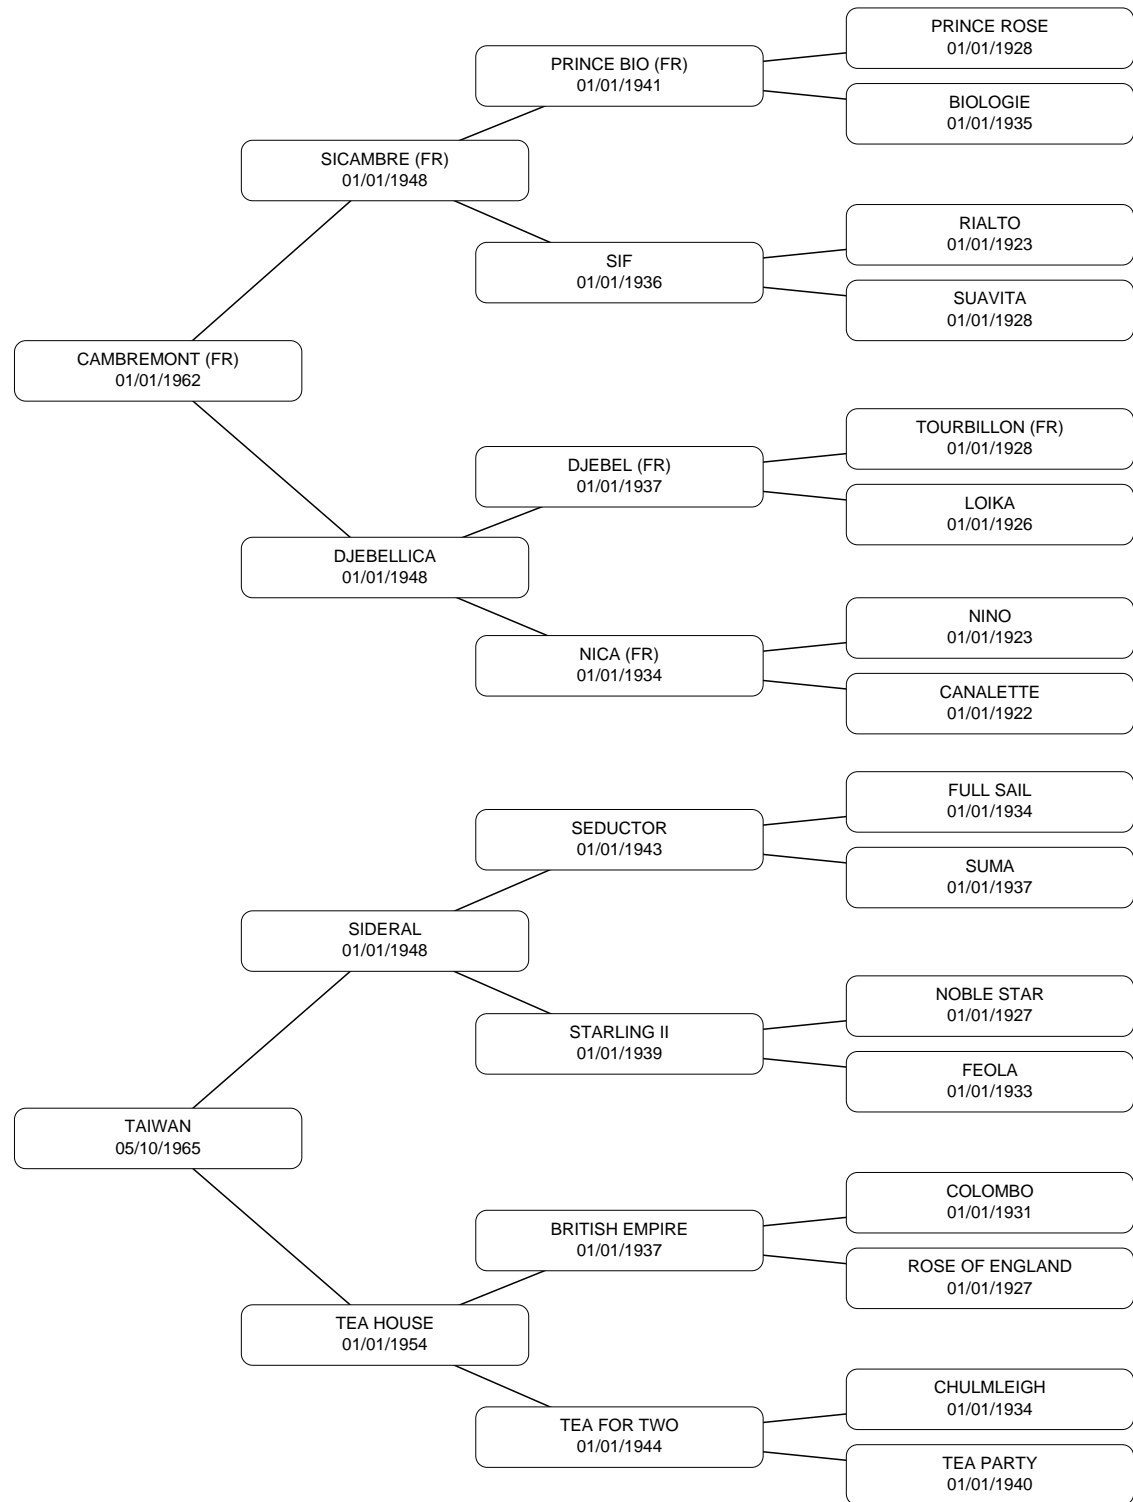 PRINCE ROSE
01/01/1928
PRINCE BIO (FR)
01/01/1941
BIOLOGIE
01/01/1935
SICAMBRE (FR)
01/01/1948
RIALTO
01/01/1923
SIF
01/01/1936
SUAVITA
01/01/1928
CAMBREMONT (FR)
01/01/1962
TOURBILLON (FR)
01/01/1928
DJEBEL (FR)
01/01/1937
LOIKA
01/01/1926
DJEBELLICA
01/01/1948
NINO
01/01/1923
NICA (FR)
01/01/1934
CANALETTE
01/01/1922
FULL SAIL
01/01/1934
SEDUCTOR
01/01/1943
SUMA
01/01/1937
SIDERAL
01/01/1948
NOBLE STAR
01/01/1927
STARLING II
01/01/1939
FEOLA
01/01/1933
TAIWAN
05/10/1965
COLOMBO
01/01/1931
BRITISH EMPIRE
01/01/1937
ROSE OF ENGLAND
01/01/1927
TEA HOUSE
01/01/1954
CHULMLEIGH
01/01/1934
TEA FOR TWO
01/01/1944
TEA PARTY
01/01/1940